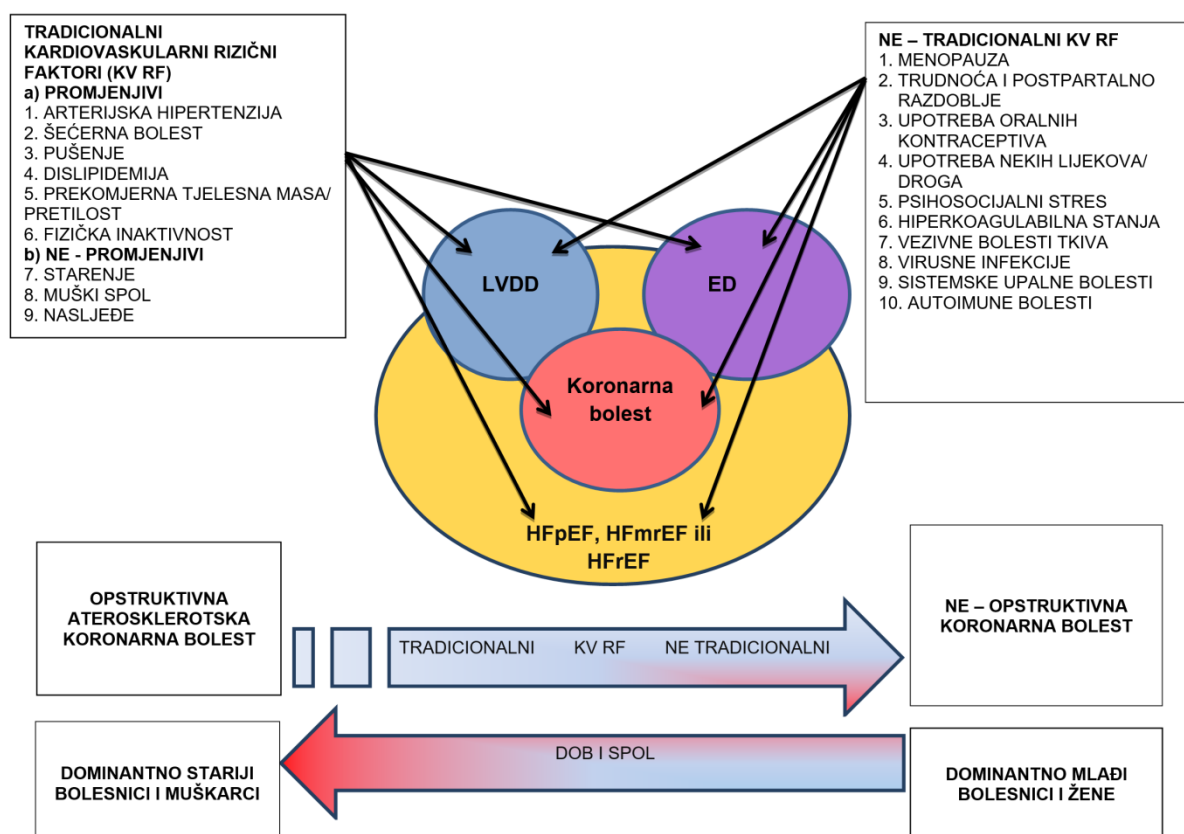 TRADICIONALNI
KARDIOVASKULARNI RIZIČNI
FAKTORI (KV RF)
a) PROMJENJIVI
1. ARTERIJSKA HIPERTENZIJA
2. ŠEĆERNA BOLEST
3. PUŠENJE
4. DISLIPIDEMIJA
5. PREKOMJERNA TJELESNA MASA/
PRETILOST
6. FIZIČKA INAKTIVNOST
b) NE - PROMJENJIVI
7. STARENJE
8. MUŠKI SPOL
9. NASLJEĐE
NE – TRADICIONALNI KV RF
1. MENOPAUZA
2. TRUDNOĆA I POSTPARTALNO
RAZDOBLJE
3. UPOTREBA ORALNIH
KONTRACEPTIVA
4. UPOTREBA NEKIH LIJEKOVA/
DROGA
5. PSIHOSOCIJALNI STRES
6. HIPERKOAGULABILNA STANJA
7. VEZIVNE BOLESTI TKIVA
8. VIRUSNE INFEKCIJE
9. SISTEMSKE UPALNE BOLESTI
10. AUTOIMUNE BOLESTI
LVDD
ED
Koronarna
bolest
HFpEF, HFmrEF ili
HFrEF
OPSTRUKTIVNA
ATEROSKLEROTSKA
KORONARNA BOLEST
TRADICIONALNI KV RF NE TRADICIONALNI
NE – OPSTRUKTIVNA
KORONARNA BOLEST
DOMINANTNO STARIJI
BOLESNICI I MUŠKARCI
DOB I SPOL
DOMINANTNO MLAĐI
BOLESNICI I ŽENE